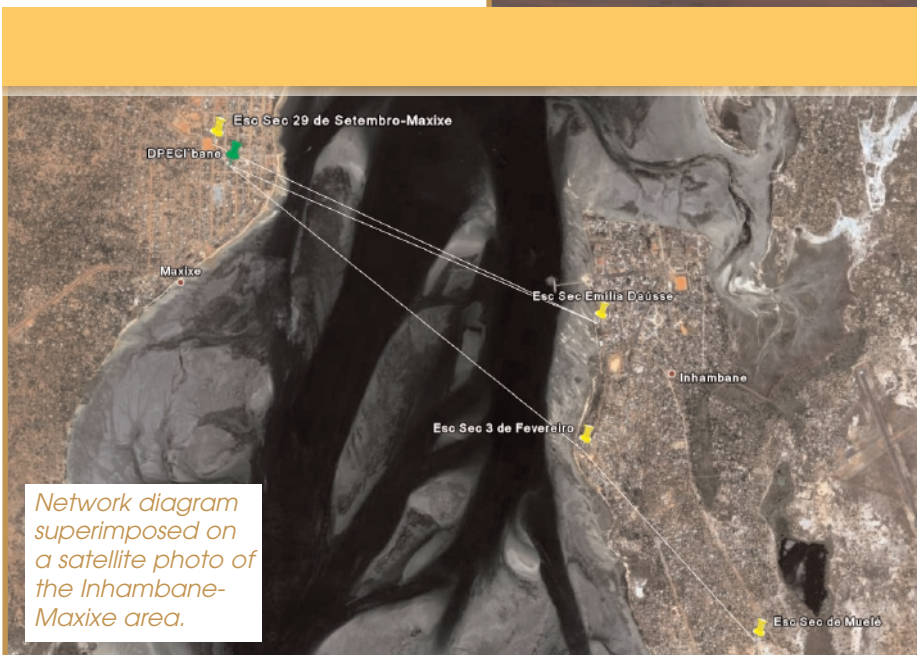 Esc Sec 29 de Setembro-Maxixe
DPECI´bane
Maxixe
Esc Sec Emilia Daússe
Inhambane
Esc Sec 3 de Fevereiro
Network diagram
superimposed on
a satellite photo of
the Inhambane-
Maxixe area.
Esc Sec de Muelé